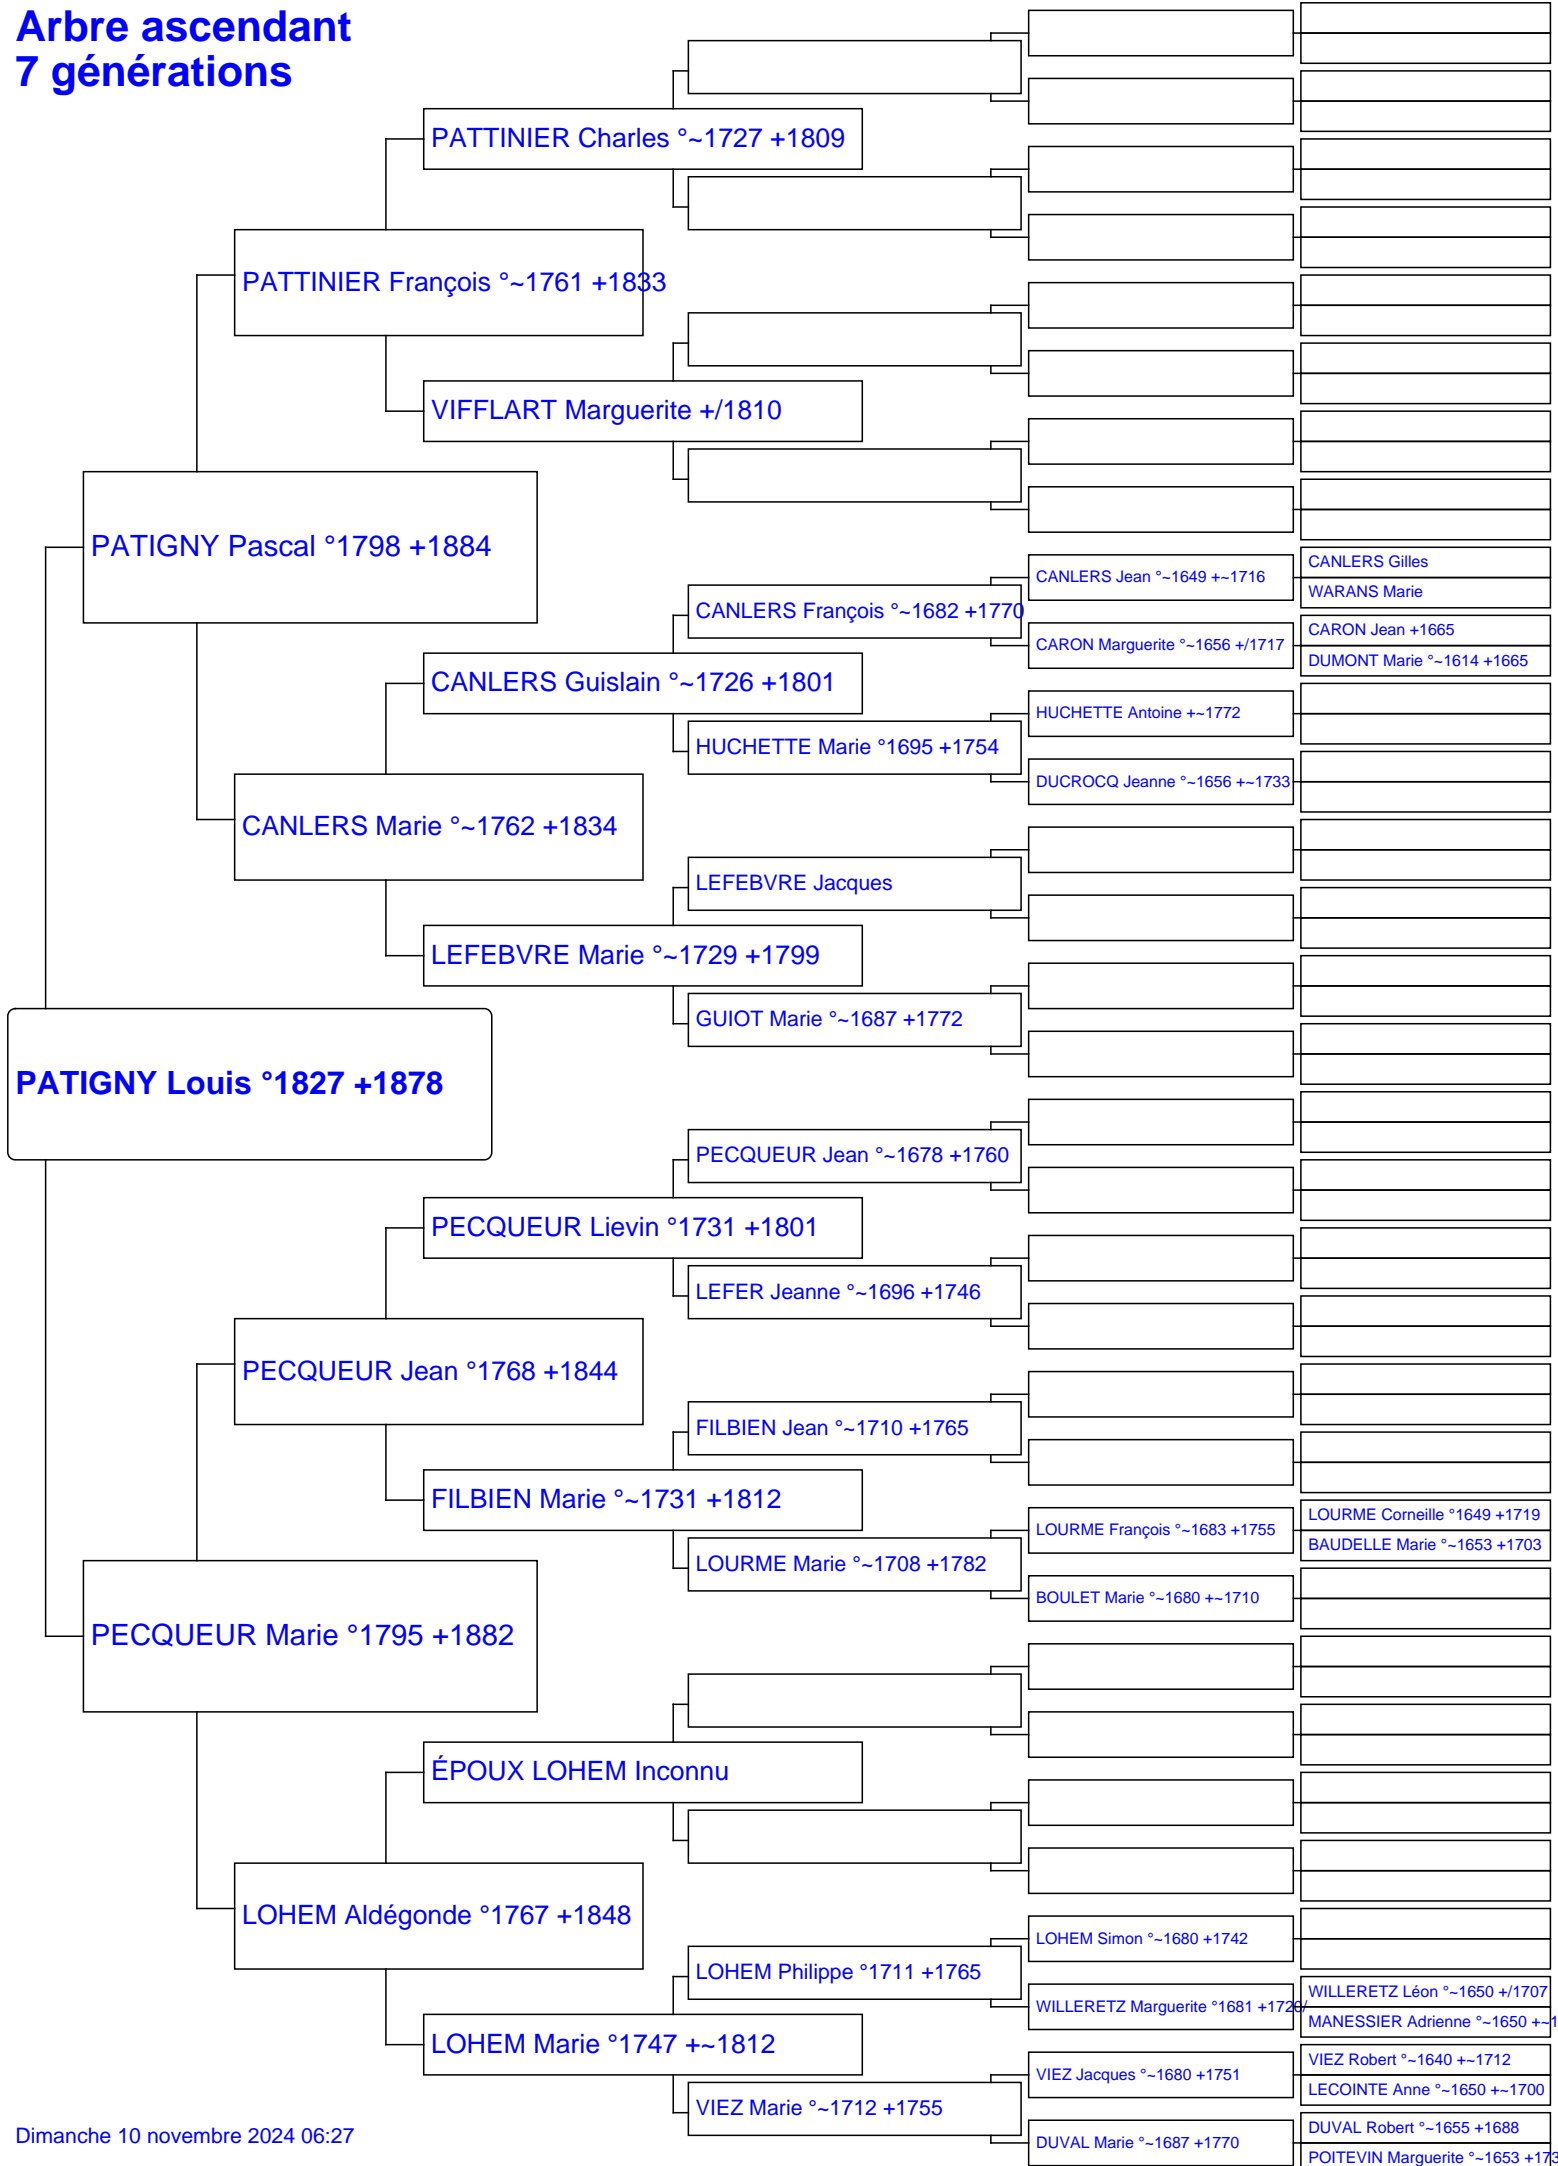 Arbre ascendant
7 générations
PATTINIER Charles °~1727 +1809
PATTINIER François °~1761 +1833
VIFFLART Marguerite +/1810
PATIGNY Pascal °1798 +1884
CANLERS Jean °~1649 +~1716
CANLERS Gilles
WARANS Marie
CANLERS François °~1682 +1770
CARON Marguerite °~1656 +/1717
CARON Jean +1665
DUMONT Marie °~1614 +1665
CANLERS Guislain °~1726 +1801
HUCHETTE Antoine +~1772
HUCHETTE Marie °1695 +1754
DUCROCQ Jeanne °~1656 +~1733
CANLERS Marie °~1762 +1834
LEFEBVRE Jacques
LEFEBVRE Marie °~1729 +1799
GUIOT Marie °~1687 +1772
PATIGNY Louis °1827 +1878
PECQUEUR Jean °~1678 +1760
PECQUEUR Lievin °1731 +1801
LEFER Jeanne °~1696 +1746
PECQUEUR Jean °1768 +1844
FILBIEN Jean °~1710 +1765
FILBIEN Marie °~1731 +1812
LOURME François °~1683 +1755
LOURME Corneille °1649 +1719
BAUDELLE Marie °~1653 +1703
LOURME Marie °~1708 +1782
BOULET Marie °~1680 +~1710
PECQUEUR Marie °1795 +1882
ÉPOUX LOHEM Inconnu
LOHEM Aldégonde °1767 +1848
LOHEM Simon °~1680 +1742
LOHEM Philippe °1711 +1765
WILLERETZ Marguerite °1681 +1720/
WILLERETZ Léon °~1650 +/1707
MANESSIER Adrienne °~1650 +~1
LOHEM Marie °1747 +~1812
VIEZ Jacques °~1680 +1751
VIEZ Robert °~1640 +~1712
LECOINTE Anne °~1650 +~1700
VIEZ Marie °~1712 +1755
DUVAL Marie °~1687 +1770
DUVAL Robert °~1655 +1688
POITEVIN Marguerite °~1653 +173
Dimanche 10 novembre 2024 06:27